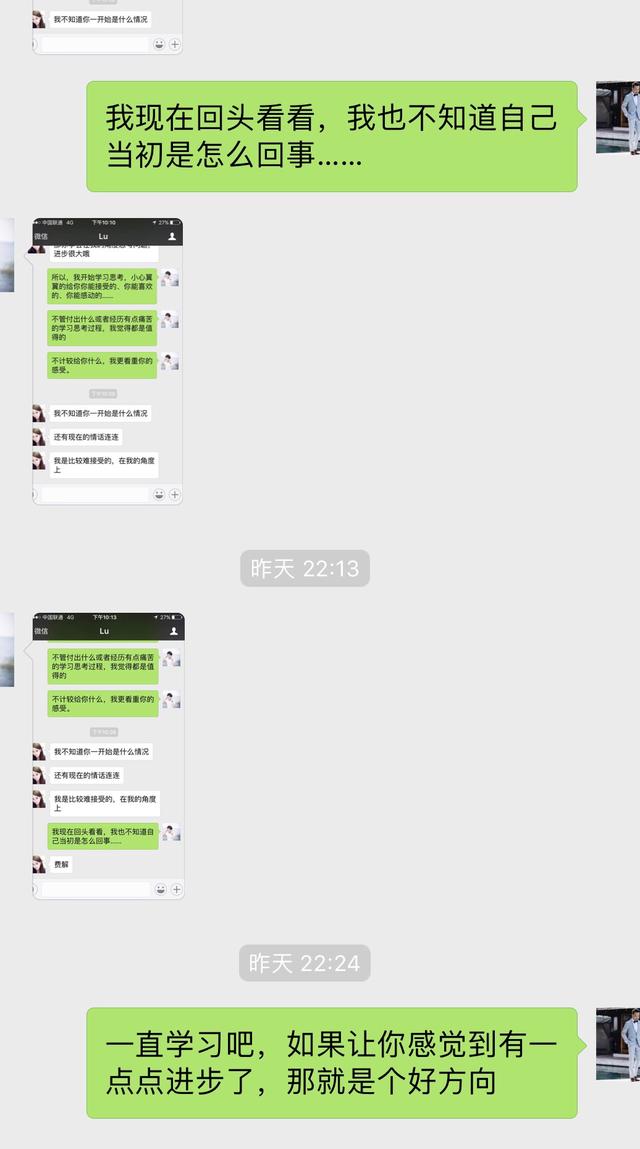 我不知道你一开始是什么情况
我现在回头看看，我也不知道自己
当初是怎么回事……
中国联通 4G 下午10:10 27%
微信 Lu
进步很大哦
所以，我开始学习思考，小心翼
翼的给你你能接受的、你能喜欢
的、你能感动的……
不管付出什么或者经历有点痛苦
的学习思考过程，我觉得都是值
得的
不计较给你什么，我更看重你的
感受。
我不知道你一开始是什么情况
还有现在的情话连连
我是比较难接受的，在我的角度
上
昨天 22:13
中国联通 4G 下午10:13 27%
微信 Lu
不管付出什么或者经历有点痛苦
的学习思考过程，我觉得都是值
得的
不计较给你什么，我更看重你的
感受。
我不知道你一开始是什么情况
还有现在的情话连连
我是比较难接受的，在我的角度
上
我现在回头看看，我也不知道自
己当初是怎么回事……
费解
昨天 22:24
一直学习吧，如果让你感觉到有一
点点进步了，那就是个好方向